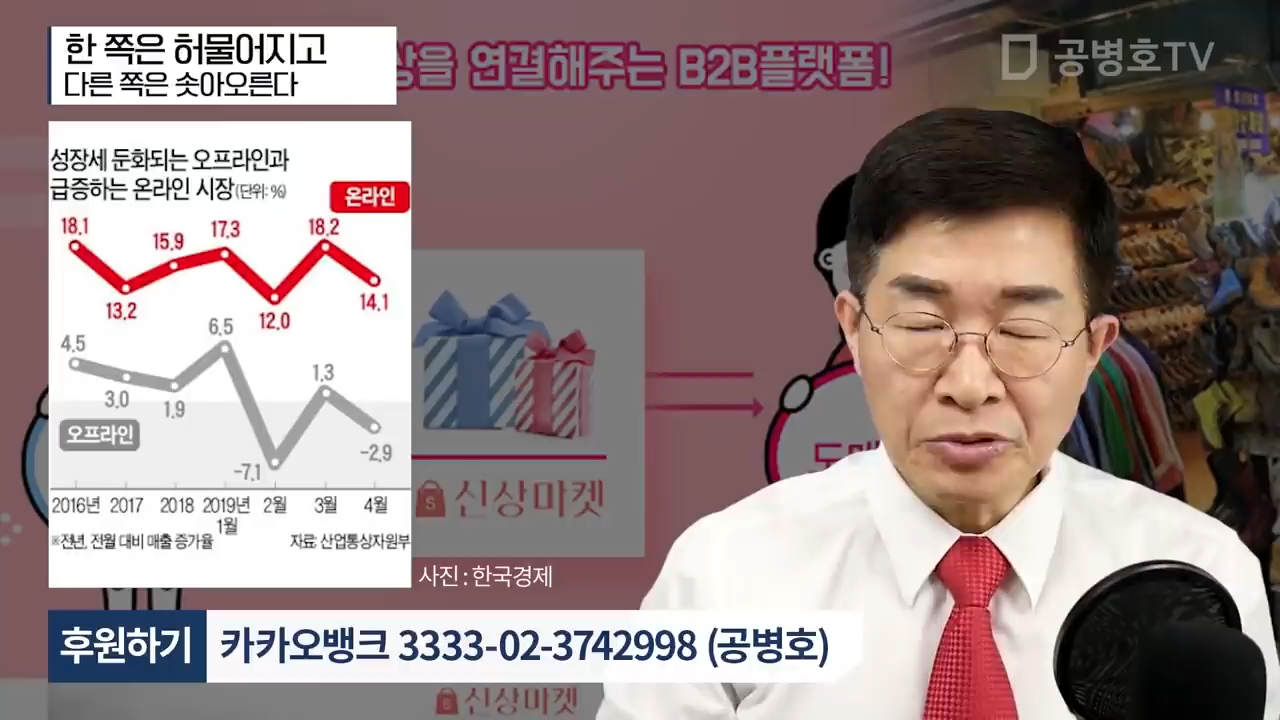 한 쪽은 허물어지고
다른 쪽은 솟아오른다
상을 연결해주는 B2B플랫폼!
공병호TV
성장세 둔화되는 오프라인과
급증하는 온라인 시장(단위: %)
온라인
18.1
13.2
15.9
17.3
12.0
18.2
14.1
4.5
3.0
1.9
6.5
-7.1
1.3
-2.9
오프라인
2016년 2017 2018 2019년 2월 3월 4월
1월
※전년, 전월 대비 매출 증가율 자료: 산업통상자원부
S
신상마켓
도매
사진 : 한국경제
후원하기 카카오뱅크 3333-02-3742998 (공병호)
S
신상마켓